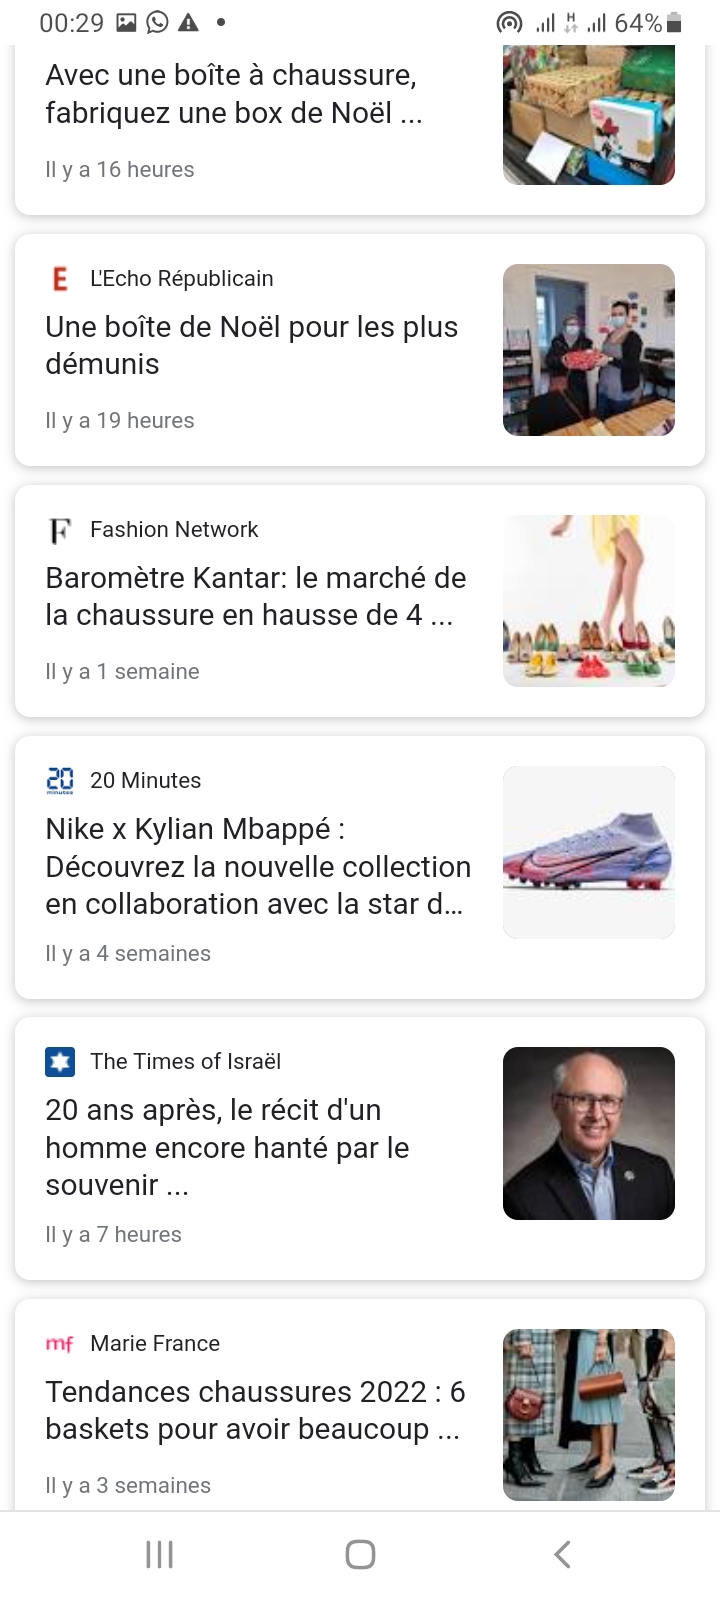 00:29 H 64%
Avec une boîte à chaussure,
fabriquez une box de Noël ...
Il y a 16 heures
E L'Echo Républicain
Une boîte de Noël pour les plus
démunis
Il y a 19 heures
F Fashion Network
Baromètre Kantar: le marché de
la chaussure en hausse de 4 ...
Il y a 1 semaine
20 minutes 20 Minutes
Nike x Kylian Mbappé :
Découvrez la nouvelle collection
en collaboration avec la star d...
Il y a 4 semaines
The Times of Israël
20 ans après, le récit d'un
homme encore hanté par le
souvenir ...
Il y a 7 heures
mf Marie France
Tendances chaussures 2022 : 6
baskets pour avoir beaucoup ...
Il y a 3 semaines